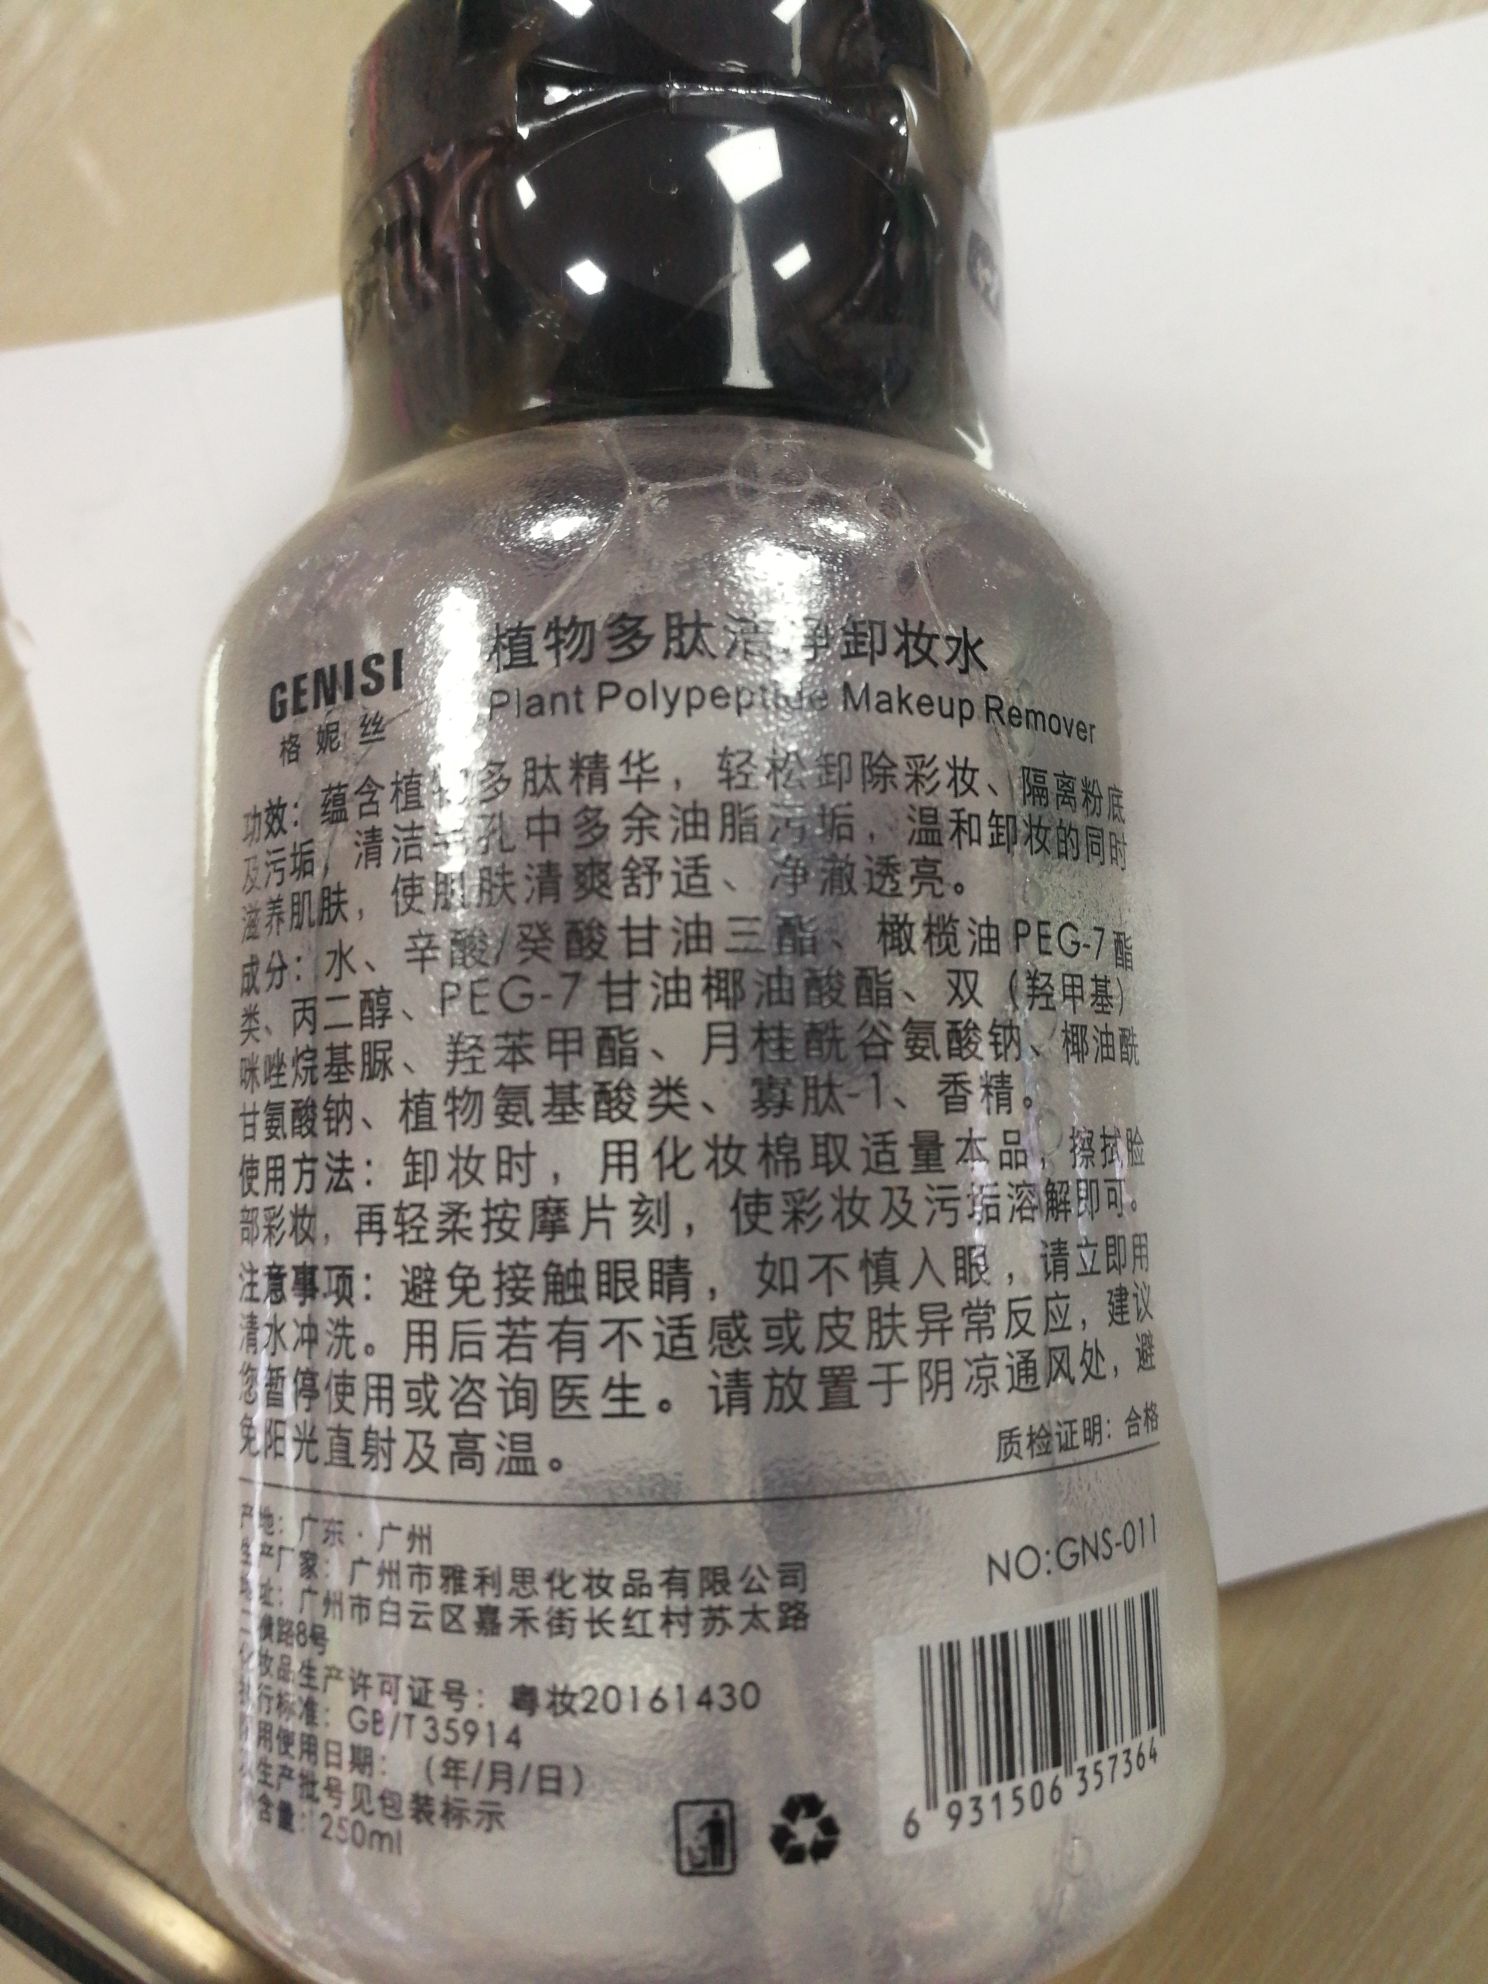 GENISI
格妮丝
植物多肽洁净卸妆水
Plant Polypeptide Makeup Remover
功效：蕴含植物多肽精华，轻松卸除彩妆、隔离粉底
及污垢，清洁毛孔中多余油脂污垢，温和卸妆的同时
滋养肌肤，使肌肤清爽舒适、净澈透亮。
成分：水、辛酸/癸酸甘油三酯、橄榄油PEG-7酯
类、丙二醇、PEG-7甘油椰油酸酯、双（羟甲基）
咪唑烷基脲、羟苯甲酯、月桂酰谷氨酸钠、椰油酰
甘氨酸钠、植物氨基酸类、寡肽-1、香精。
使用方法：卸妆时，用化妆棉取适量本品，擦拭脸
部彩妆，再轻柔按摩片刻，使彩妆及污垢溶解即可。
注意事项：避免接触眼睛，如不慎入眼，请立即用
清水冲洗。用后若有不适感或皮肤异常反应，建议
您暂停使用或咨询医生。请放置于阴凉通风处，避
免阳光直射及高温。
质检证明：合格
产地：广东·广州
生产厂家：广州市雅利思化妆品有限公司
地址：广州市白云区嘉禾街长红村苏太路
二横路8号
化妆品生产许可证号：粤妆20161430
执行标准：GB/T35914
限用使用日期：（年/月/日）
生产批号见包装标示
含量：250ml
NO:GNS-011
6 931506 357364